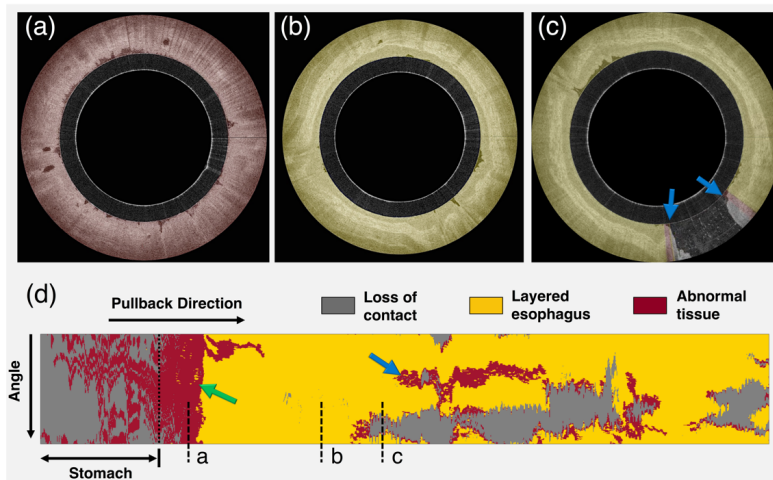 (a)
(b)
(c)
(d)
Pullback Direction
Loss of
contact
Layered
esophagus
Abnormal
tissue
Angle
Stomach
a
b
c